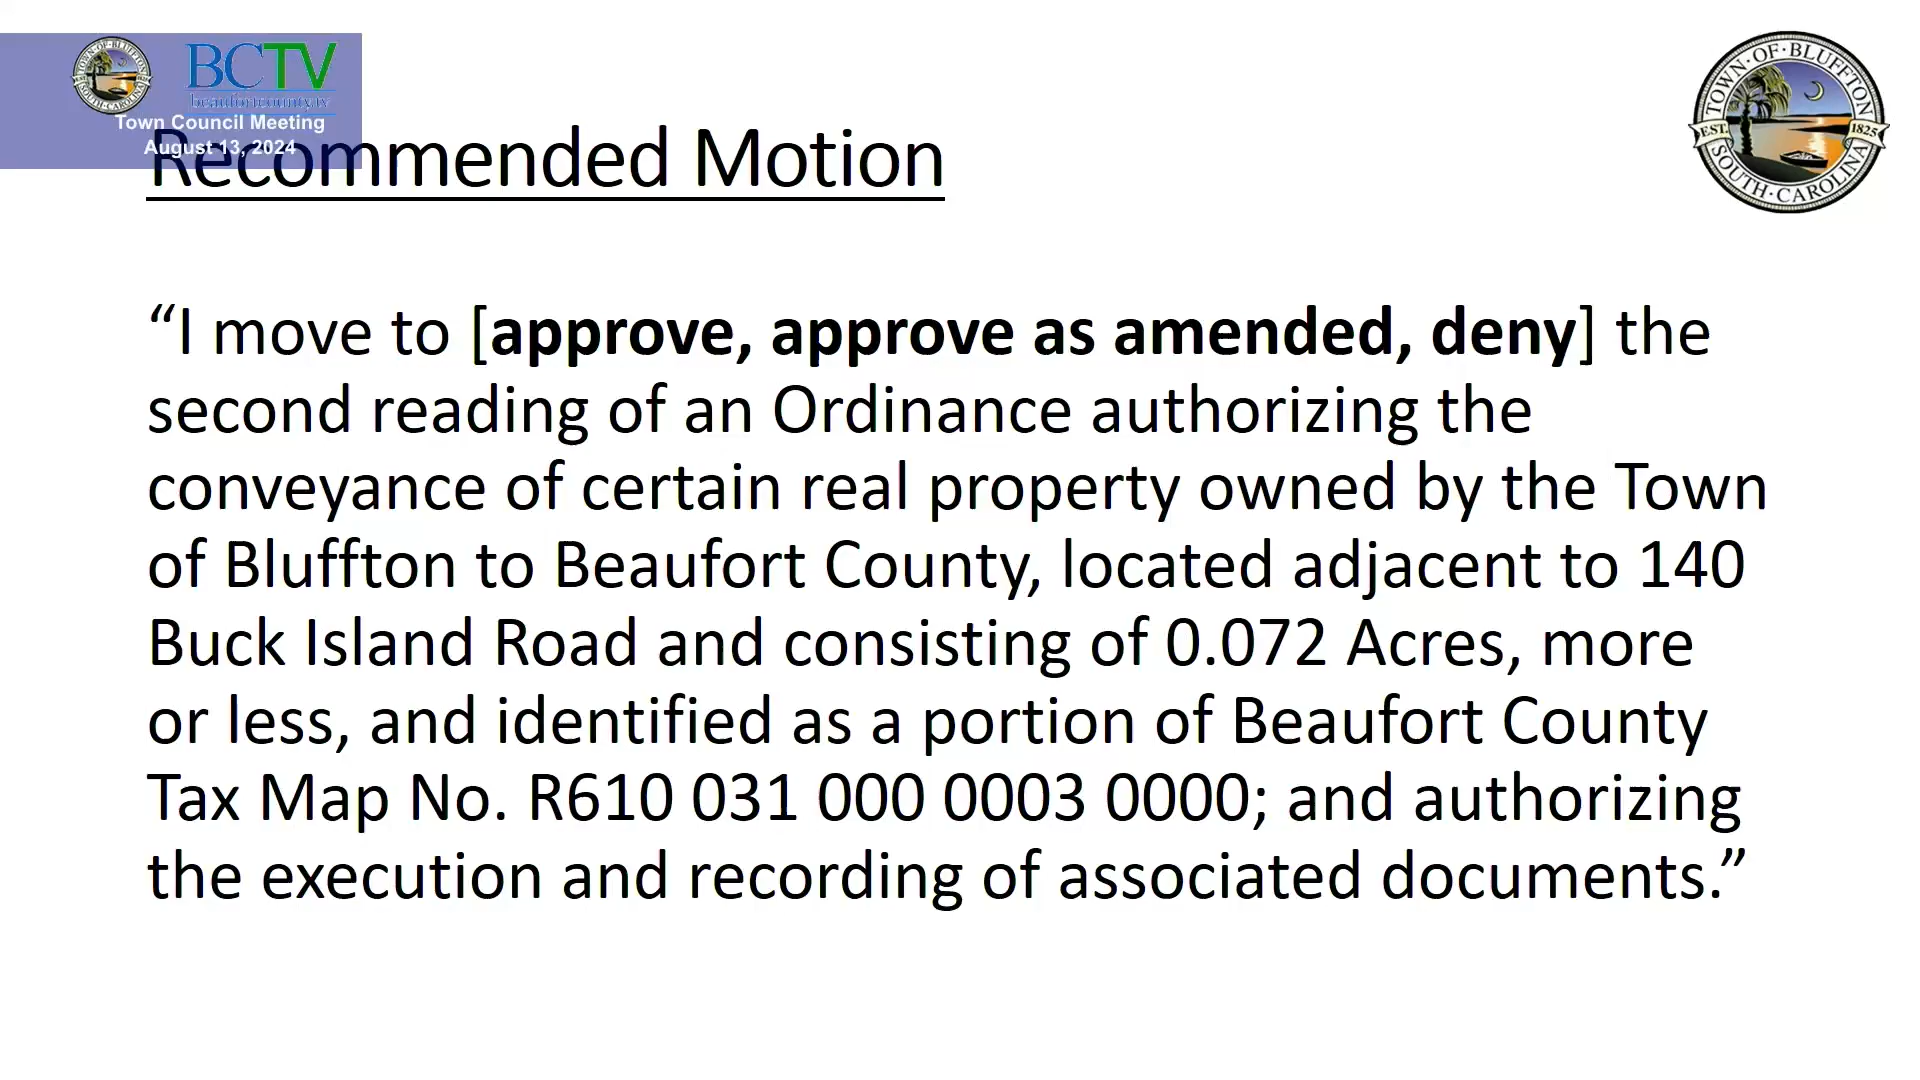 BCTV
beaufortcounty.tv
Town Council Meeting
August 13, 2024
TOWN OF BLUFFTON
EST. 1825
SOUTH CAROLINA
Recommended Motion
“I move to [approve, approve as amended, deny] the
second reading of an Ordinance authorizing the
conveyance of certain real property owned by the Town
of Bluffton to Beaufort County, located adjacent to 140
Buck Island Road and consisting of 0.072 Acres, more
or less, and identified as a portion of Beaufort County
Tax Map No. R610 031 000 0003 0000; and authorizing
the execution and recording of associated documents.”